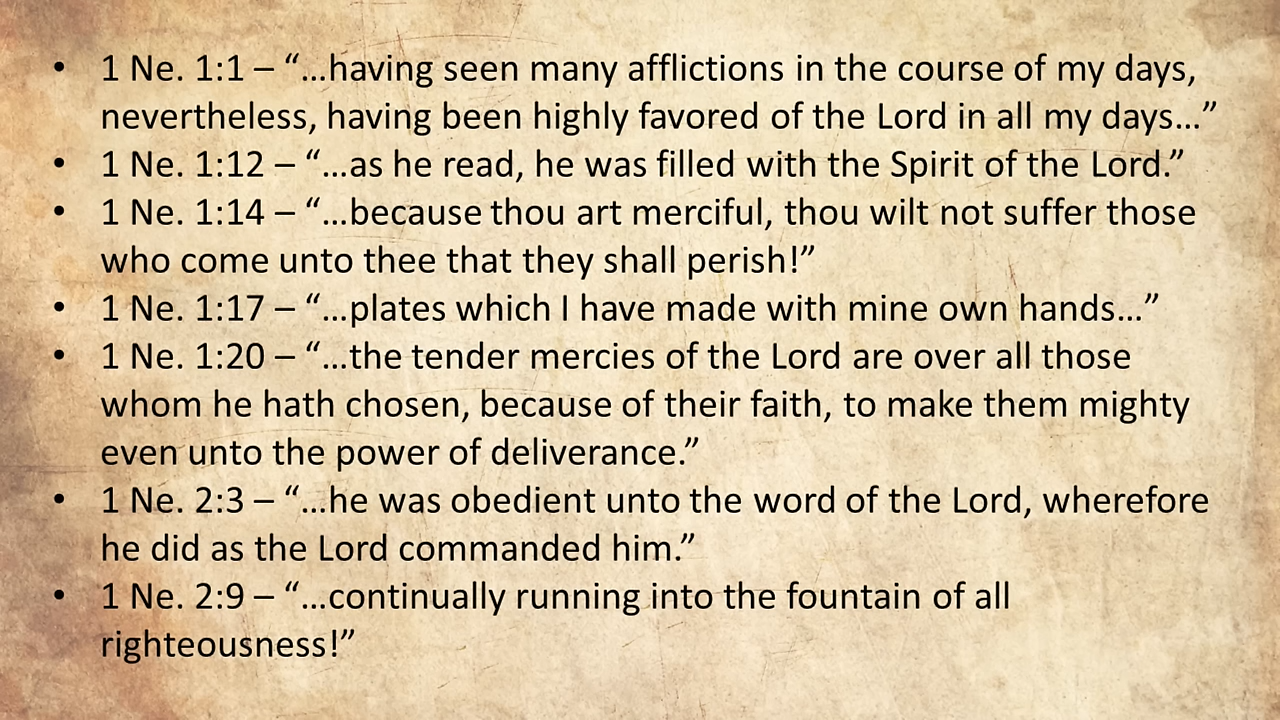 • 1 Ne. 1:1 – “…having seen many afflictions in the course of my days,
nevertheless, having been highly favored of the Lord in all my days…”
• 1 Ne. 1:12 – “…as he read, he was filled with the Spirit of the Lord.”
• 1 Ne. 1:14 – “…because thou art merciful, thou wilt not suffer those
who come unto thee that they shall perish!”
• 1 Ne. 1:17 – “…plates which I have made with mine own hands…”
• 1 Ne. 1:20 – “…the tender mercies of the Lord are over all those
whom he hath chosen, because of their faith, to make them mighty
even unto the power of deliverance.”
• 1 Ne. 2:3 – “…he was obedient unto the word of the Lord, wherefore
he did as the Lord commanded him.”
• 1 Ne. 2:9 – “…continually running into the fountain of all
righteousness!”